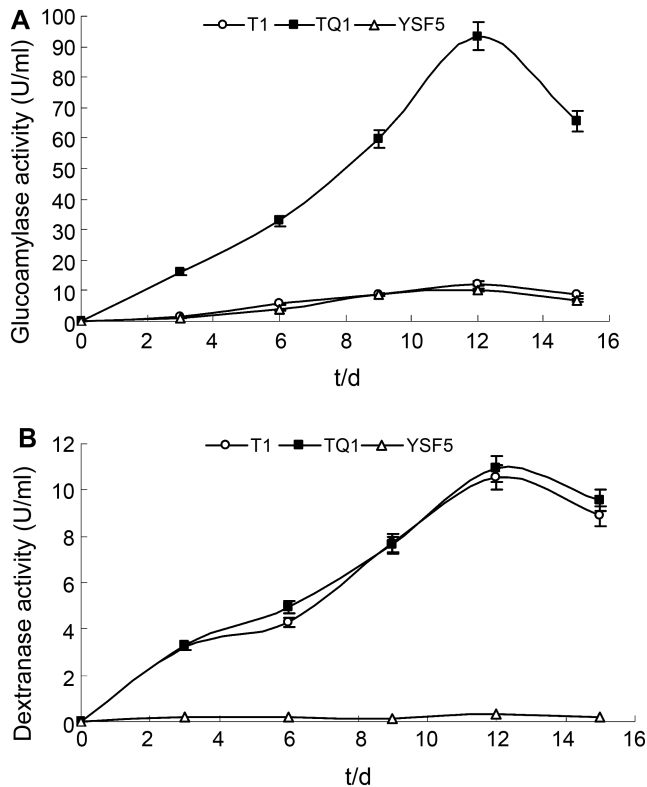 A
T1 TQ1 YSF5
Glucoamylase activity (U/ml)
100
90
80
70
60
50
40
30
20
10
0
0 2 4 6 8 10 12 14 16
t/d
B
T1 TQ1 YSF5
Dextranase activity (U/ml)
12
10
8
6
4
2
0
0 2 4 6 8 10 12 14 16
t/d